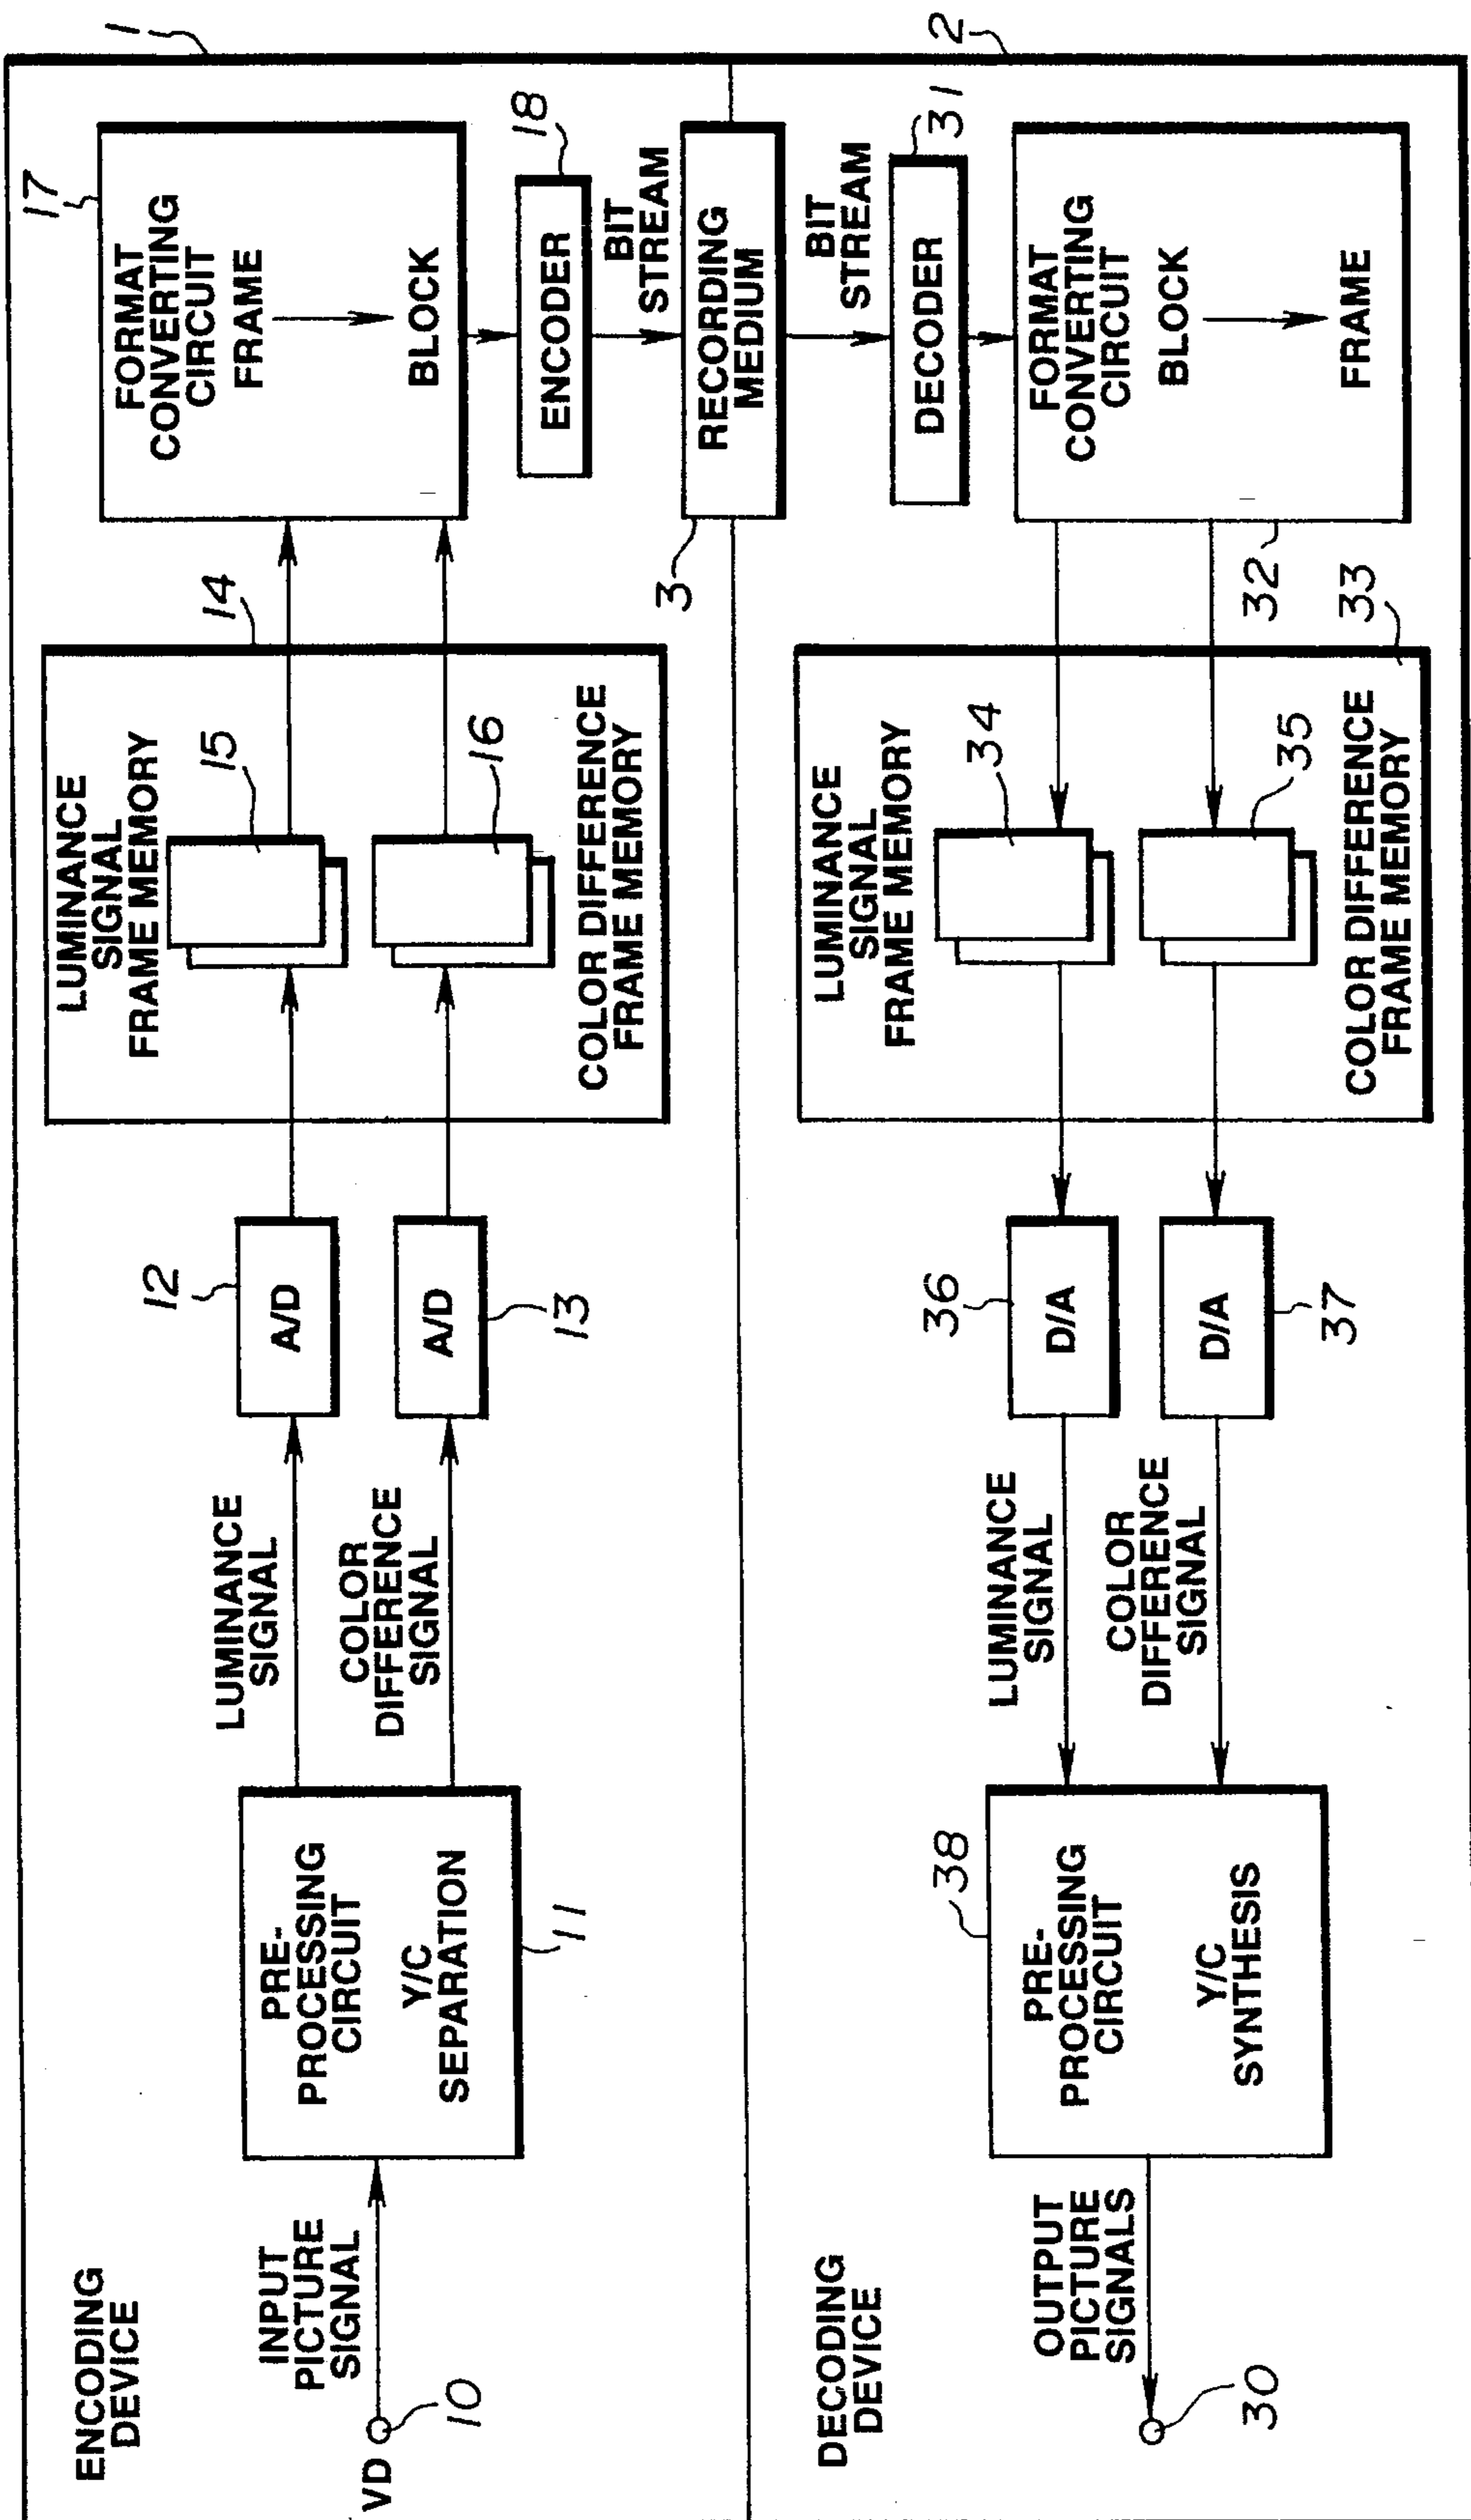 1
ENCODING
DEVICE
VD
10
INPUT
PICTURE
SIGNAL
PRE-
PROCESSING
CIRCUIT
Y/C
SEPARATION
11
LUMINANCE
SIGNAL
COLOR
DIFFERENCE
SIGNAL
12
A/D
A/D
13
LUMINANCE
SIGNAL
FRAME MEMORY
14
15
16
COLOR DIFFERENCE
FRAME MEMORY
17
FORMAT
CONVERTING
CIRCUIT
FRAME
BLOCK
18
ENCODER
BIT
STREAM
3
RECORDING
MEDIUM
BIT
STREAM
2
DECODING
DEVICE
31
DECODER
FORMAT
CONVERTING
CIRCUIT
BLOCK
FRAME
32
33
LUMINANCE
SIGNAL
FRAME MEMORY
34
35
COLOR DIFFERENCE
FRAME MEMORY
36
D/A
D/A
37
LUMINANCE
SIGNAL
COLOR
DIFFERENCE
SIGNAL
38
PRE-
PROCESSING
CIRCUIT
Y/C
SYNTHESIS
OUTPUT
PICTURE
SIGNALS
30